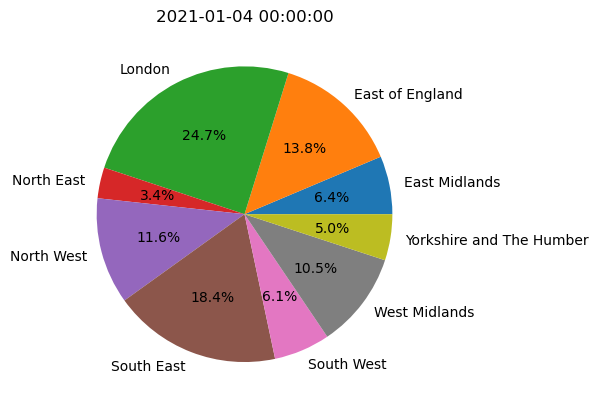 2021-01-04 00:00:00
London
East of England
24.7%
13.8%
North East
3.4%
6.4%
East Midlands
North West
11.6%
5.0%
Yorkshire and The Humber
18.4%
6.1%
10.5%
West Midlands
South East
South West